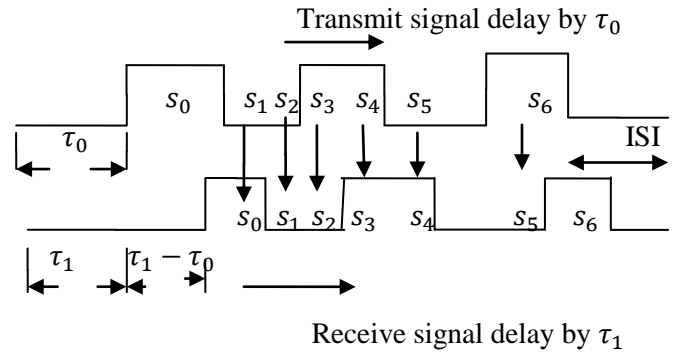 Transmit signal delay by τ₀
s₀ s₁ s₂ s₃ s₄ s₅ s₆
τ₀ ISI
s₀ s₁ s₂ s₃ s₄ s₅ s₆
τ₁ τ₁ − τ₀
Receive signal delay by τ₁